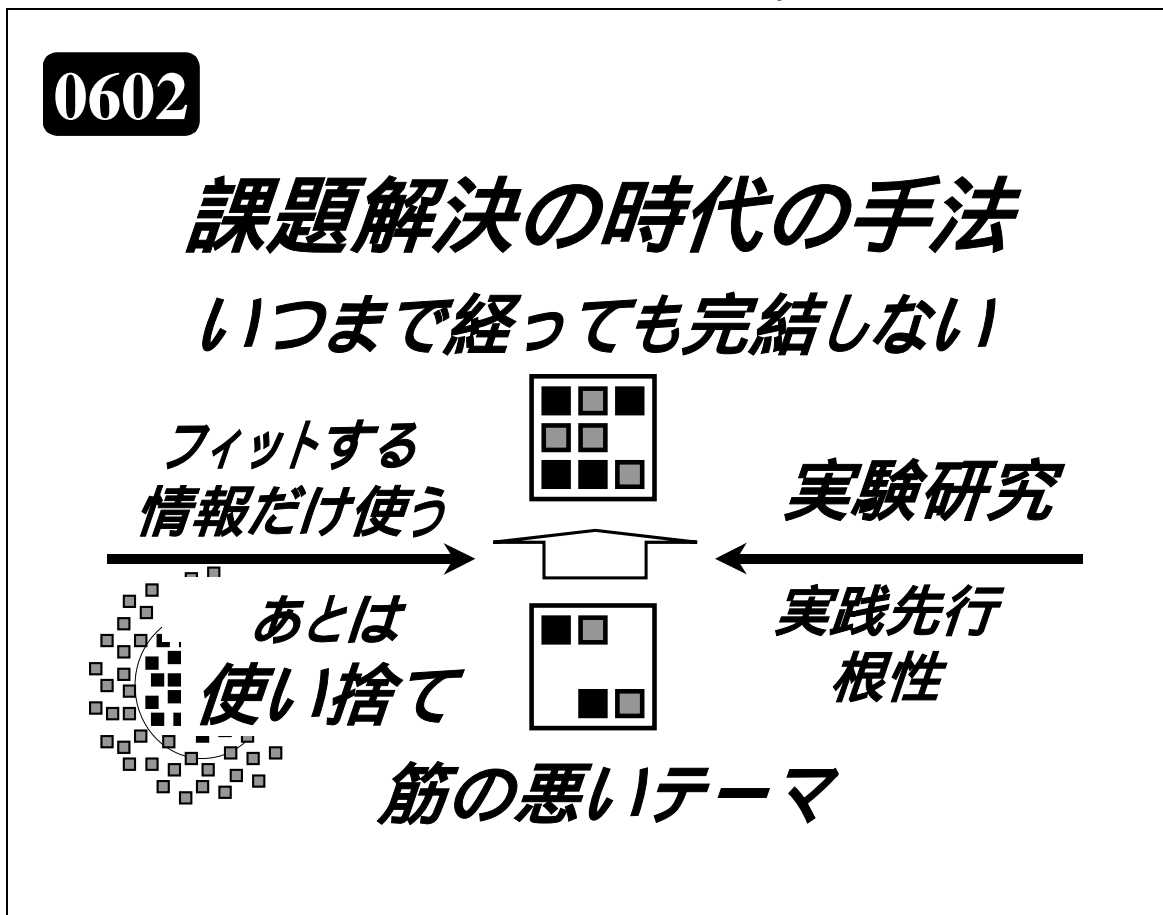 0602
課題解決の時代の手法
いつまで経っても完結しない
フィットする
情報だけ使う
あとは
使い捨て
実験研究
実践先行
根性
筋の悪いテーマ